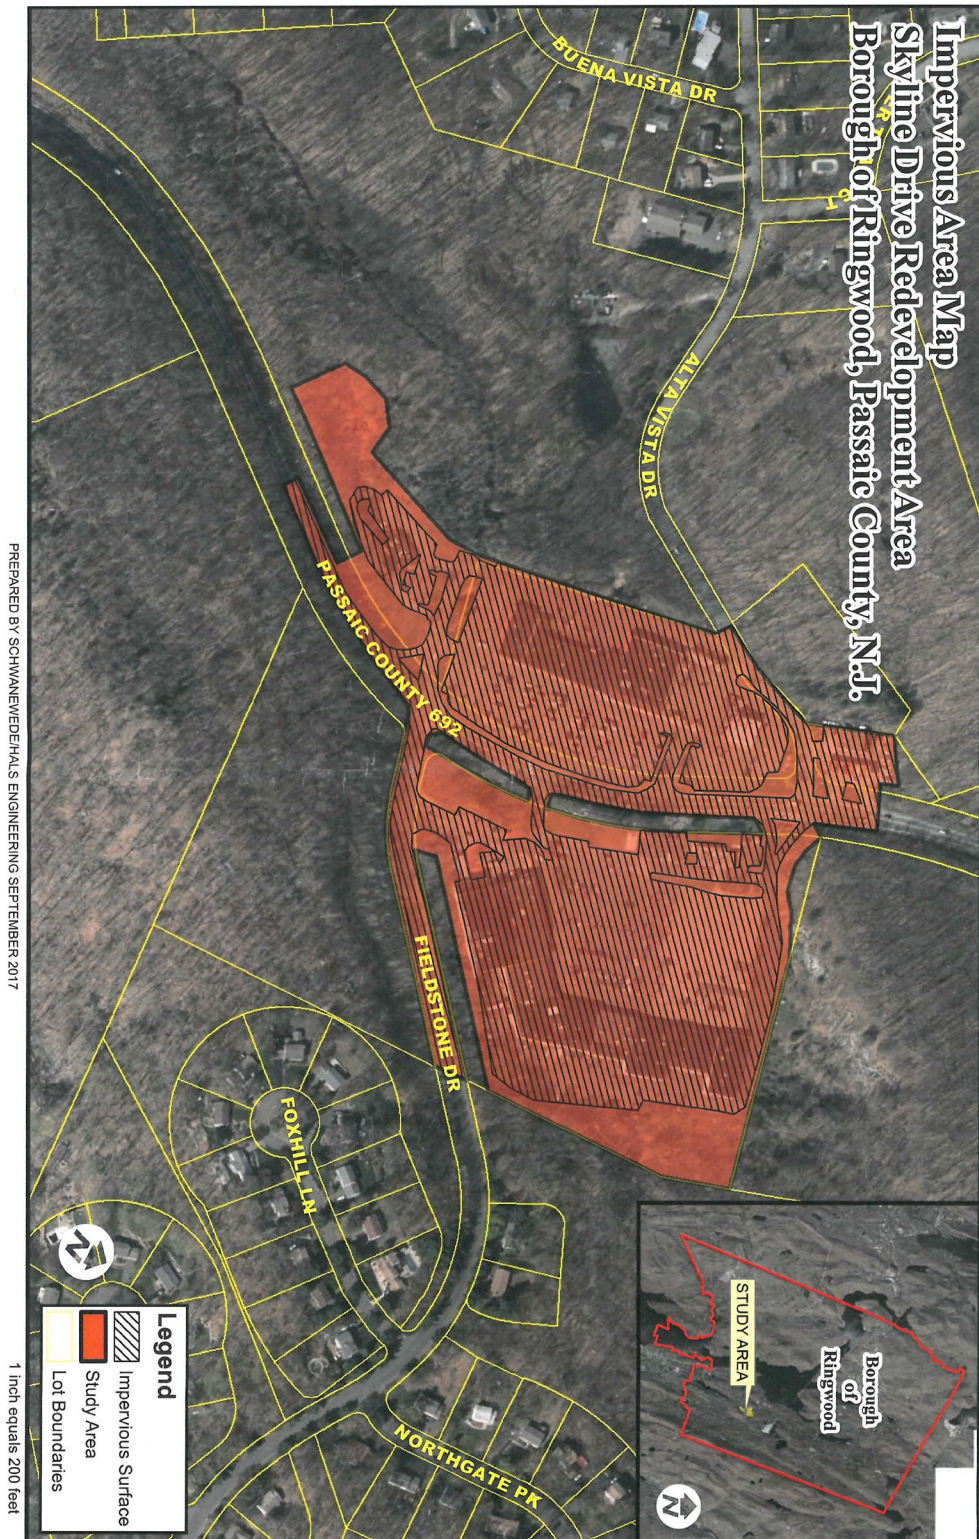 Impervious Area Map
Skyline Drive Redevelopment Area
Borough of Ringwood, Passaic County, N.J.
BUENA VISTA DR
CT
ALTA VISTA DR
PASSAIC COUNTY 692
FIELDSTONE DR
FOXHILL LN
NORTHGATE PK
Borough
of
Ringwood
STUDY AREA
N
N
Legend
Impervious Surface
Study Area
Lot Boundaries
PREPARED BY SCHWANEWEDE/HALS ENGINEERING SEPTEMBER 2017
1 inch equals 200 feet